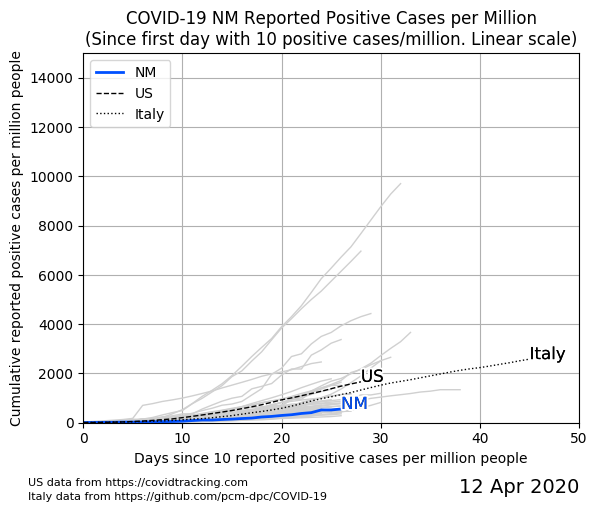 COVID-19 NM Reported Positive Cases per Million
(Since first day with 10 positive cases/million. Linear scale)
Cumulative reported positive cases per million people
14000
12000
10000
8000
6000
4000
2000
0
NM
US
Italy
Italy
US
NM
0 10 20 30 40 50
Days since 10 reported positive cases per million people
US data from https://covidtracking.com
Italy data from https://github.com/pcm-dpc/COVID-19
12 Apr 2020